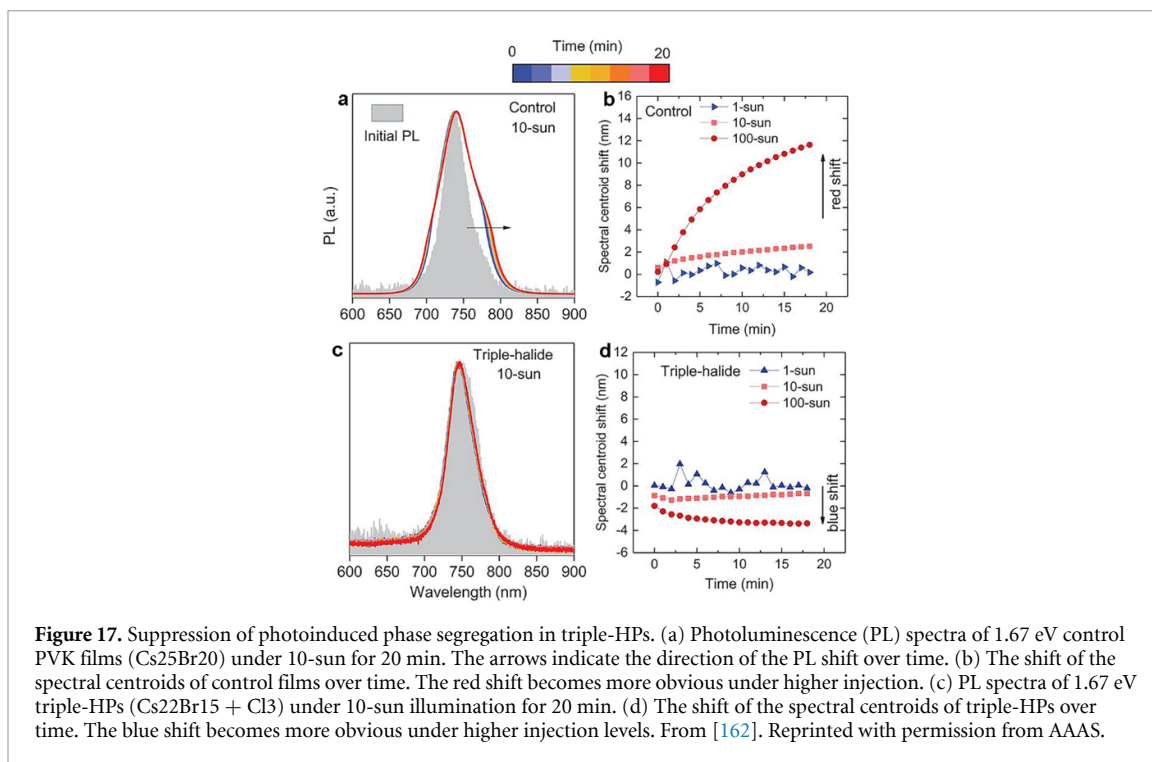 Time (min)
0
20
a
Initial PL
Control
10-sun
PL (a.u.)
600 650 700 750 800 850 900
b
Control
1-sun
10-sun
100-sun
Spectral centroid shift (nm)
16
14
12
10
8
6
4
2
0
-2
red shift
0 5 10 15 20
Time (min)
c
Triple-halide
10-sun
600 650 700 750 800 850 900
Wavelength (nm)
d
Triple-halide
1-sun
10-sun
100-sun
Spectral centroid shift (nm)
12
10
8
6
4
2
0
-2
-4
-6
blue shift
0 5 10 15 20
Time (min)
Figure 17. Suppression of photoinduced phase segregation in triple-HPs. (a) Photoluminescence (PL) spectra of 1.67 eV control
PVK films (Cs25Br20) under 10-sun for 20 min. The arrows indicate the direction of the PL shift over time. (b) The shift of the
spectral centroids of control films over time. The red shift becomes more obvious under higher injection. (c) PL spectra of 1.67 eV
triple-HPs (Cs22Br15 + Cl3) under 10-sun illumination for 20 min. (d) The shift of the spectral centroids of triple-HPs over
time. The blue shift becomes more obvious under higher injection levels. From [162]. Reprinted with permission from AAAS.